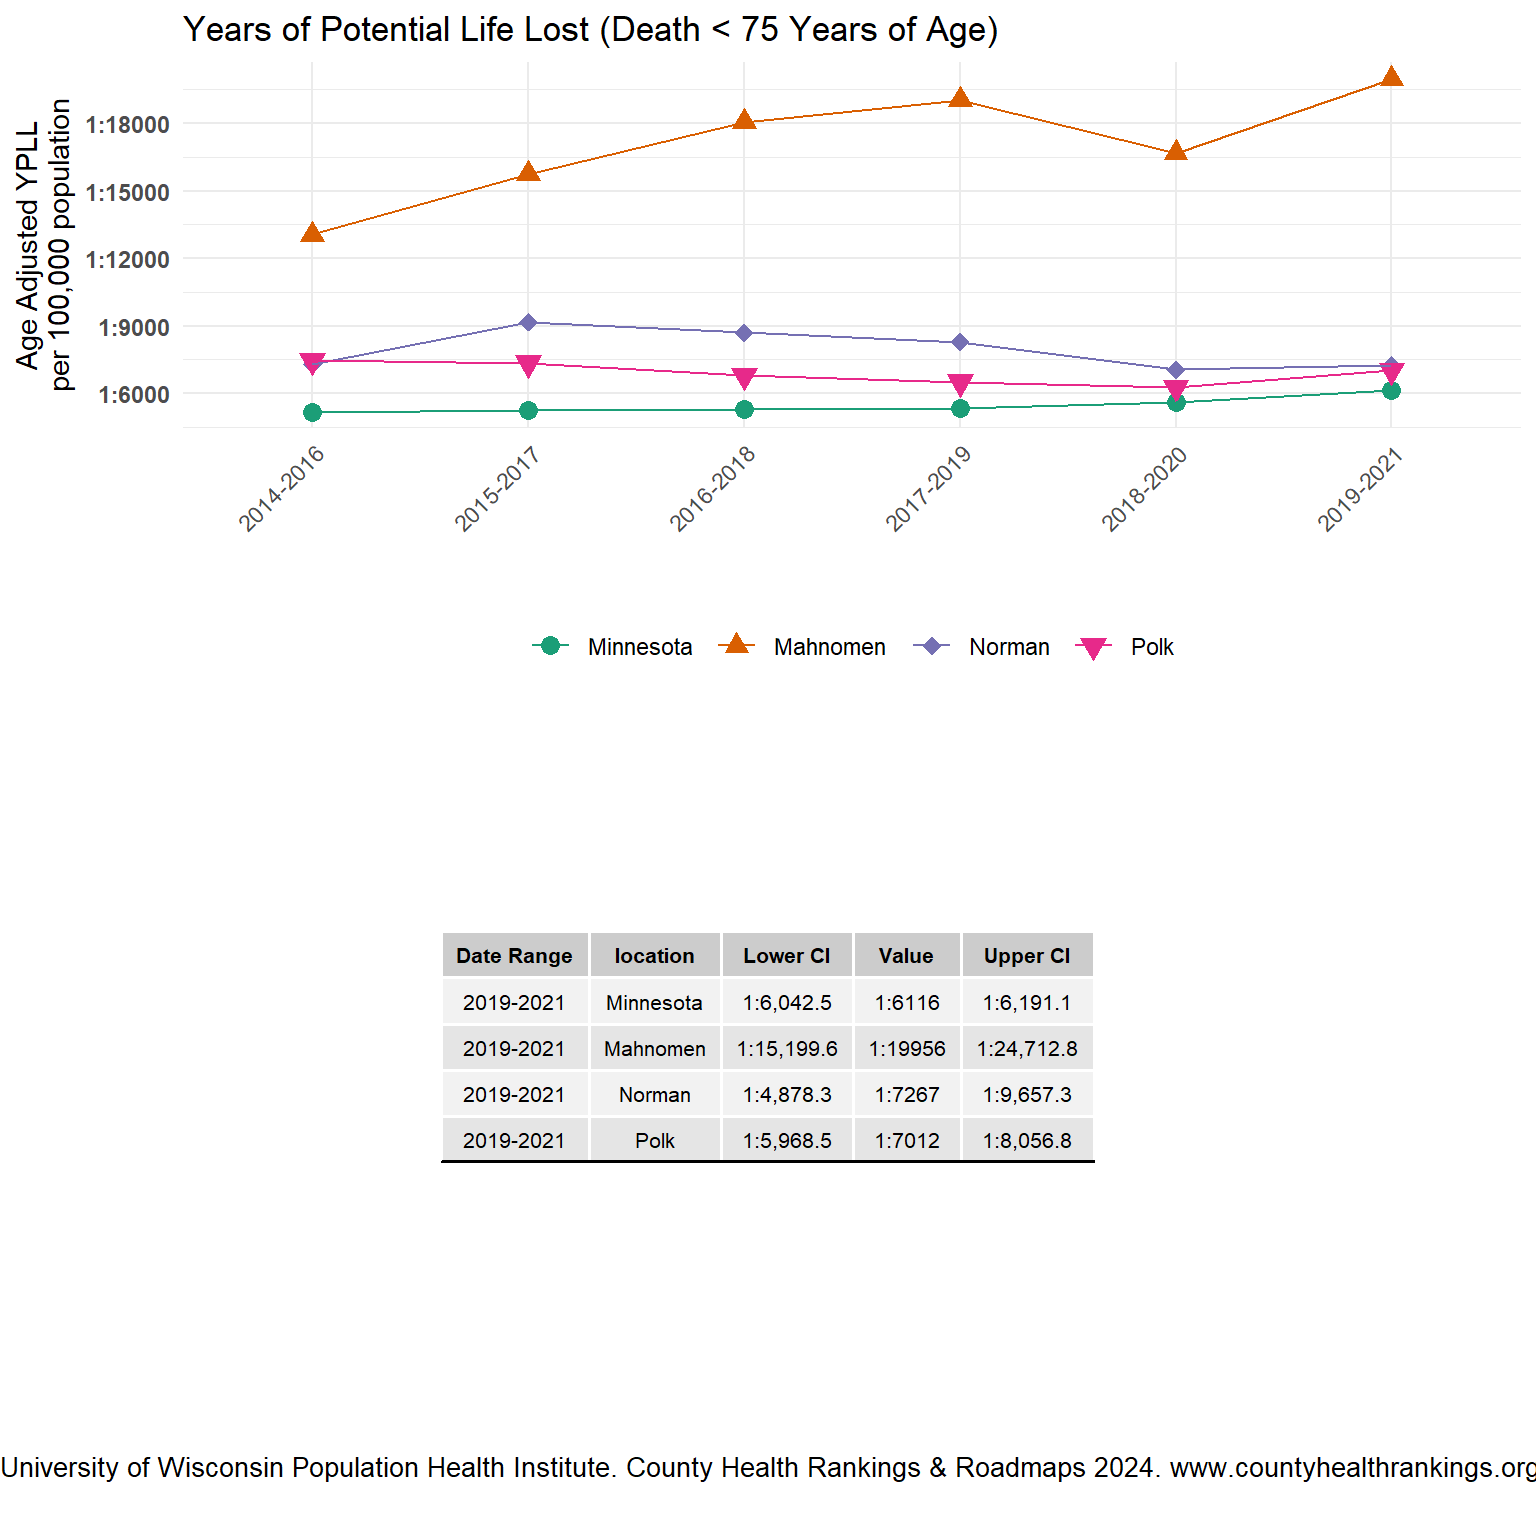 Years of Potential Life Lost (Death < 75 Years of Age)
Age Adjusted YPLL
per 100,000 population
1:18000
1:15000
1:12000
1:9000
1:6000
2014-2016
2015-2017
2016-2018
2017-2019
2018-2020
2019-2021
Minnesota Mahnomen Norman Polk
Date Range location Lower CI Value Upper CI
2019-2021 Minnesota 1:6,042.5 1:6116 1:6,191.1
2019-2021 Mahnomen 1:15,199.6 1:19956 1:24,712.8
2019-2021 Norman 1:4,878.3 1:7267 1:9,657.3
2019-2021 Polk 1:5,968.5 1:7012 1:8,056.8
University of Wisconsin Population Health Institute. County Health Rankings & Roadmaps 2024. www.countyhealthrankings.org